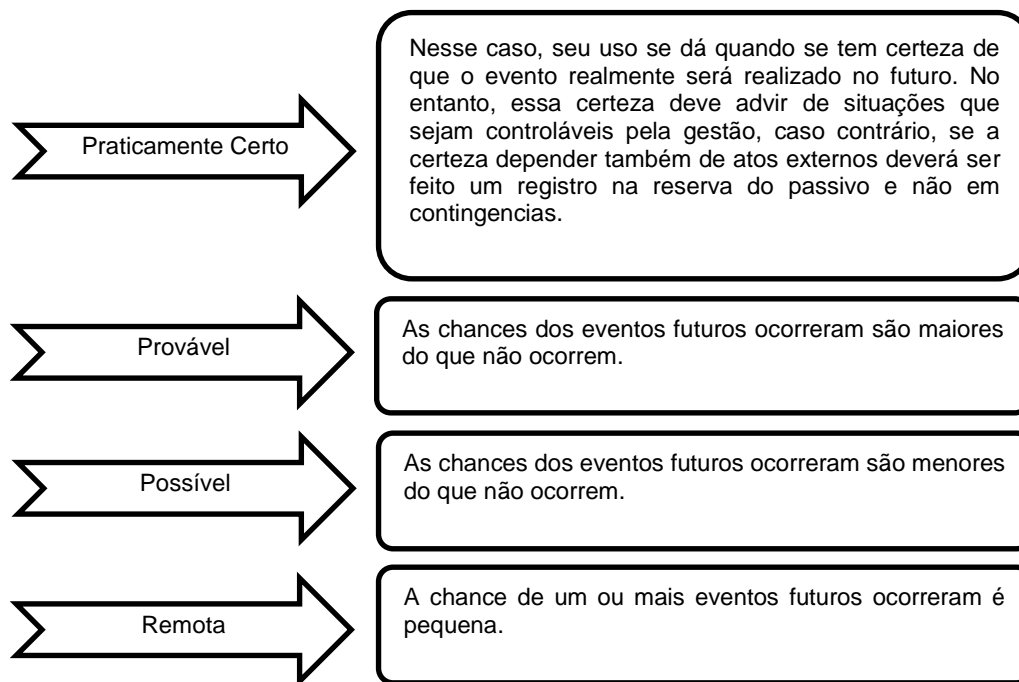 Praticamente Certo
Nesse caso, seu uso se dá quando se tem certeza de
que o evento realmente será realizado no futuro. No
entanto, essa certeza deve advir de situações que
sejam controláveis pela gestão, caso contrário, se a
certeza depender também de atos externos deverá ser
feito um registro na reserva do passivo e não em
contingencias.
Provável
As chances dos eventos futuros ocorreram são maiores
do que não ocorrem.
Possível
As chances dos eventos futuros ocorreram são menores
do que não ocorrem.
Remota
A chance de um ou mais eventos futuros ocorreram é
pequena.